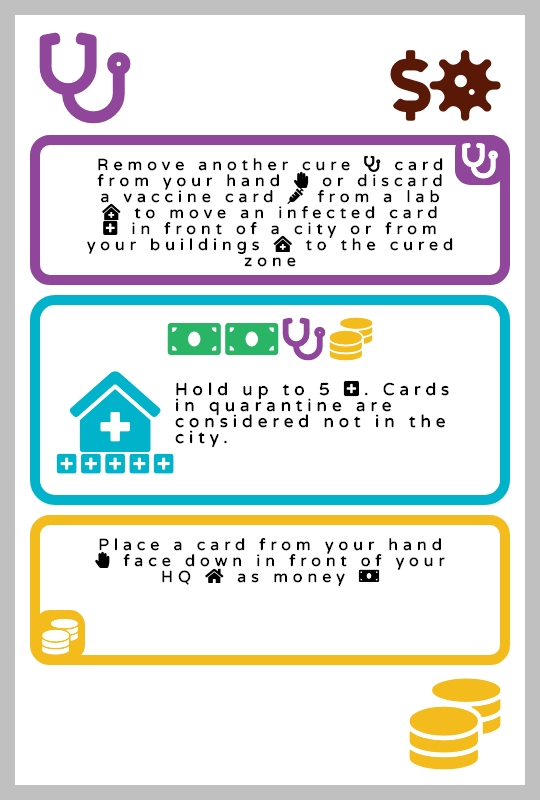 $
Remove another cure card
from your hand or discard
a vaccine card from a lab
to move an infected card
in front of a city or from
your buildings to the cured
zone
Hold up to 5 . Cards
in quarantine are
considered not in the
city.
Place a card from your hand
face down in front of your
HQ as money